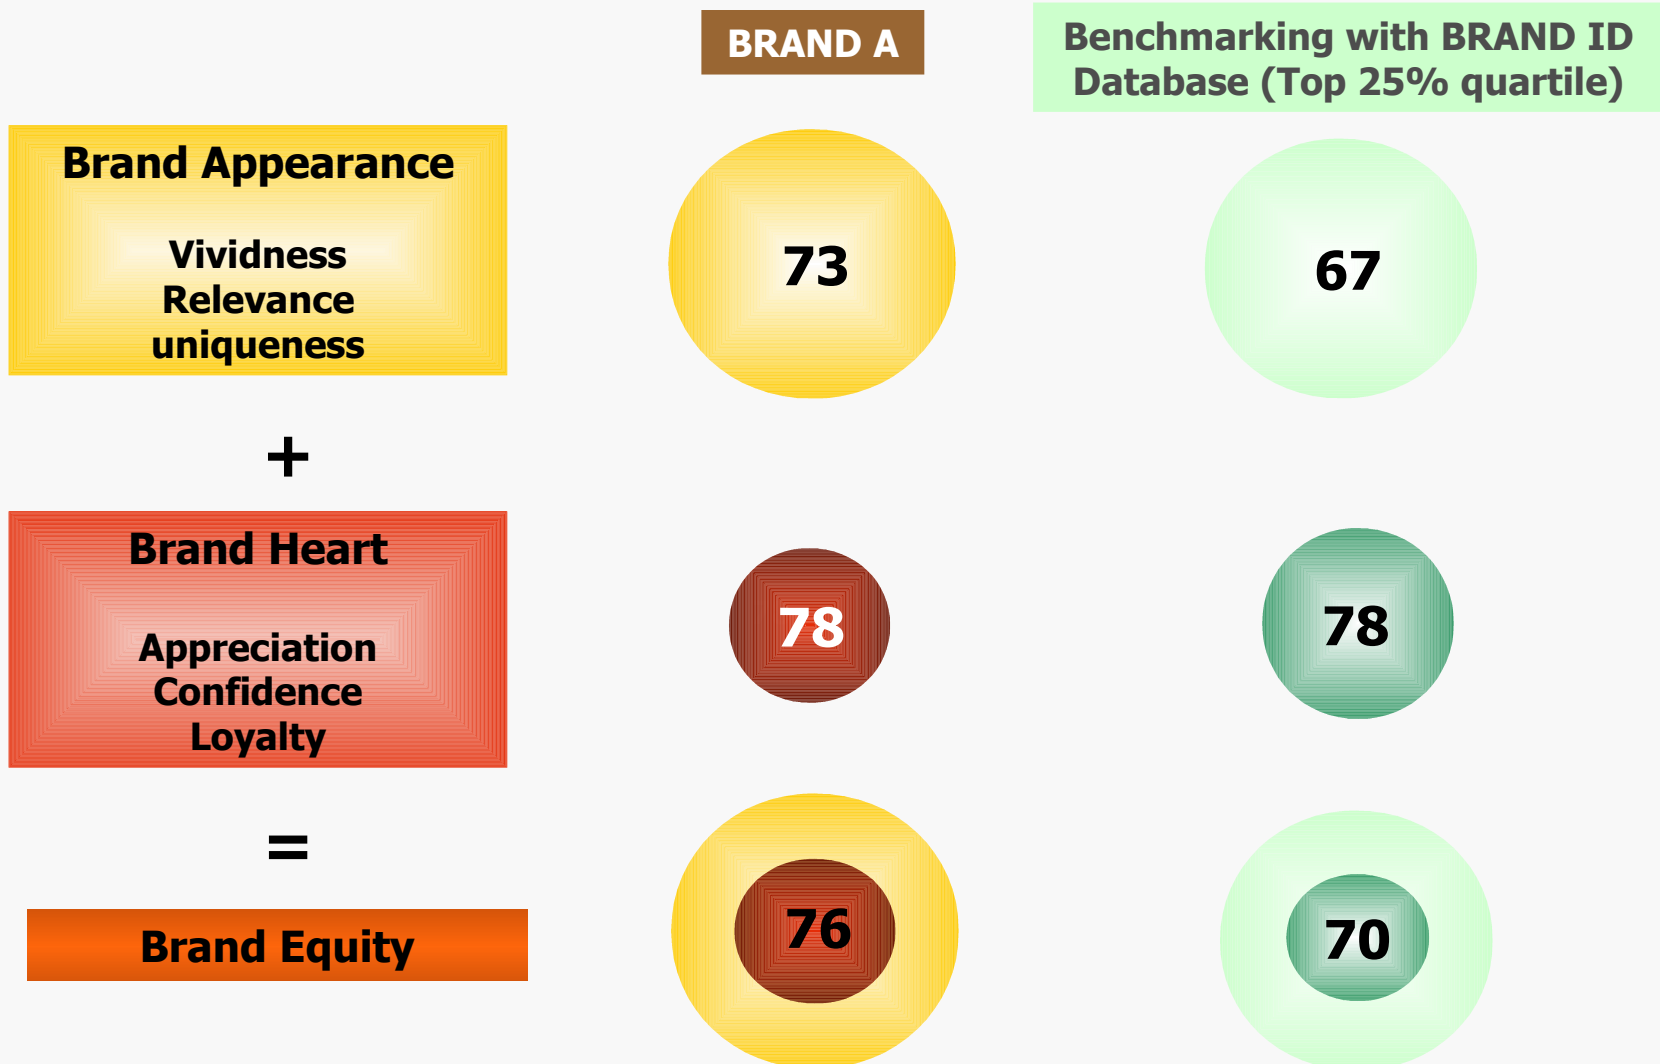 BRAND A
Benchmarking with BRAND ID
Database (Top 25% quartile)
Brand Appearance
Vividness
Relevance
uniqueness
73
67
+
Brand Heart
Appreciation
Confidence
Loyalty
78
78
=
Brand Equity
76
70